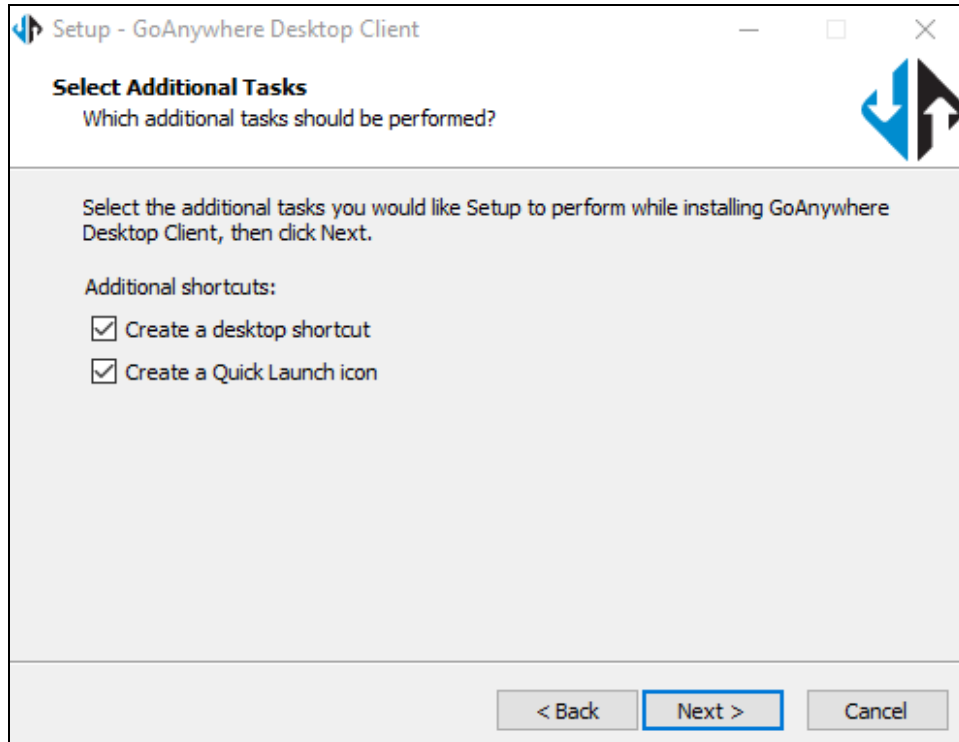 Setup - GoAnywhere Desktop Client
Select Additional Tasks
Which additional tasks should be performed?
Select the additional tasks you would like Setup to perform while installing GoAnywhere
Desktop Client, then click Next.
Additional shortcuts:
Create a desktop shortcut
Create a Quick Launch icon
< Back
Next >
Cancel